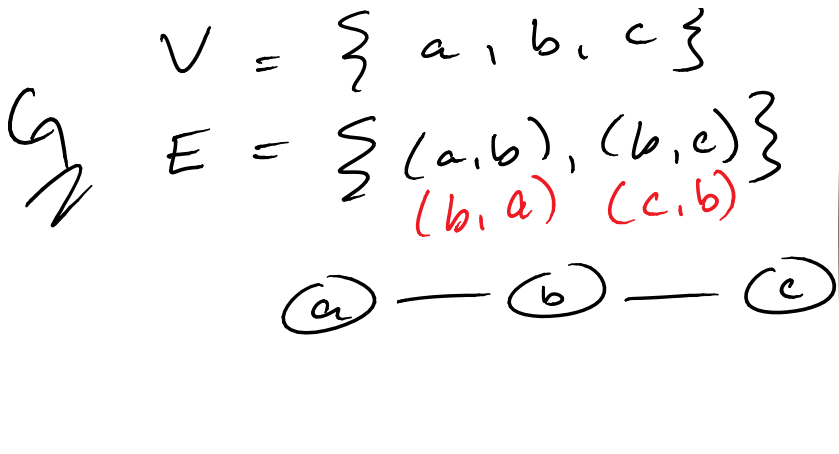 V = { a, b, c }
G
E = { (a,b), (b,c) }
(b,a) (c,b)
a — b — c